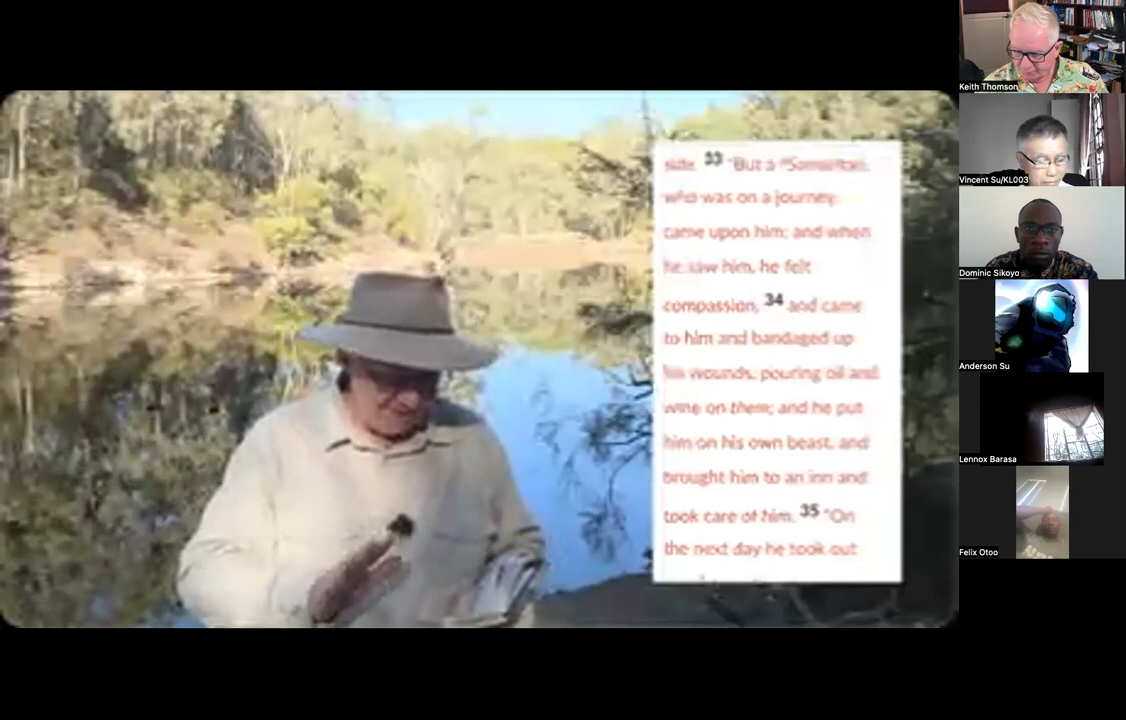 side. 33 "But a "Samaritan,
who was on a journey,
came upon him; and when
he saw him, he felt
compassion, 34 and came
to him and bandaged up
his wounds, pouring oil and
wine on them; and he put
him on his own beast, and
brought him to an inn and
took care of him. 35 "On
the next day he took out
Keith Thomson
Vincent Su/KL003
Dominic Sikoyo
Anderson Su
Lennox Barasa
Felix Otoo